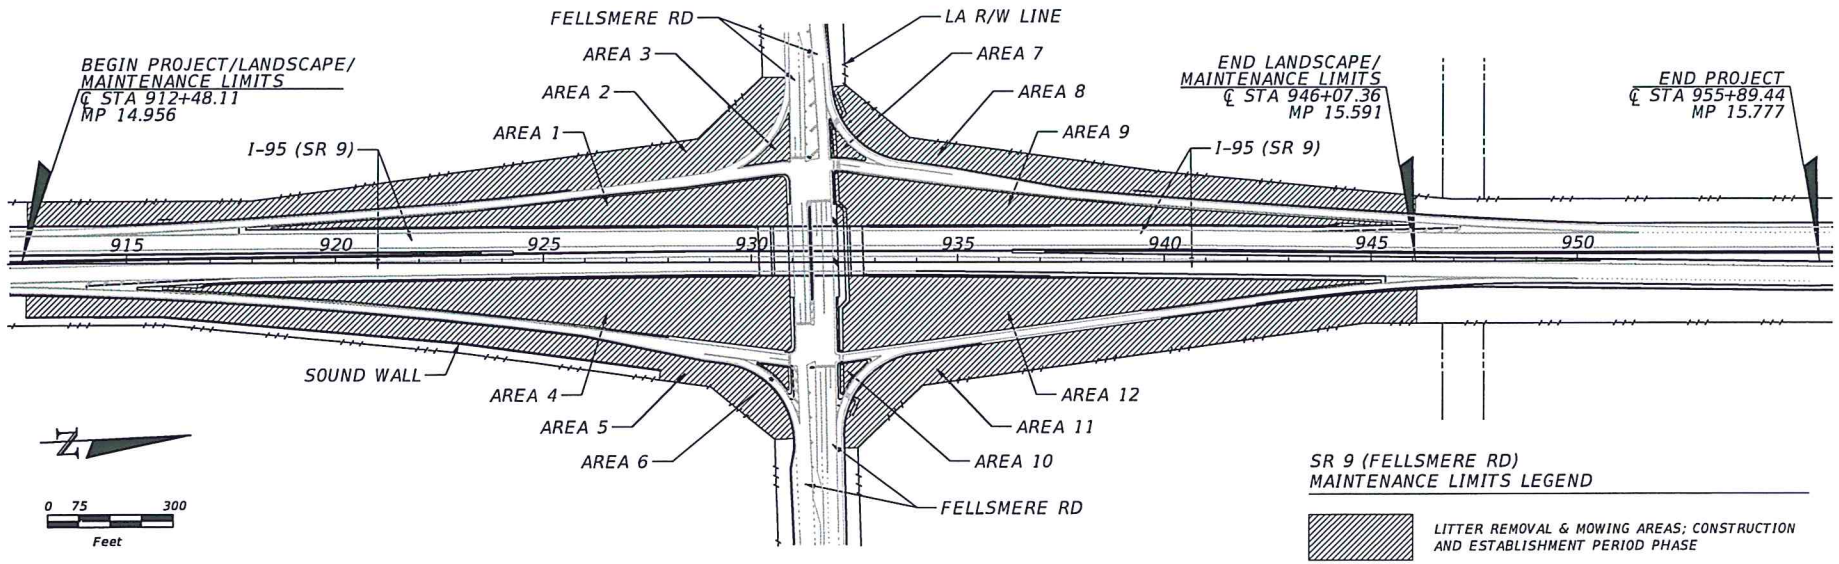 FELLSMERE RD
LA R/W LINE
AREA 3
AREA 7
BEGIN PROJECT/LANDSCAPE/
MAINTENANCE LIMITS
℄ STA 912+48.11
MP 14.956
AREA 2
AREA 8
END LANDSCAPE/
MAINTENANCE LIMITS
℄ STA 946+07.36
MP 15.591
END PROJECT
℄ STA 955+89.44
MP 15.777
AREA 1
AREA 9
I-95 (SR 9)
I-95 (SR 9)
915
920
925
930
935
940
945
950
SOUND WALL
AREA 4
AREA 12
AREA 5
AREA 11
AREA 6
AREA 10
FELLSMERE RD
N
0 75 300
Feet
SR 9 (FELLSMERE RD)
MAINTENANCE LIMITS LEGEND
LITTER REMOVAL & MOWING AREAS; CONSTRUCTION
AND ESTABLISHMENT PERIOD PHASE